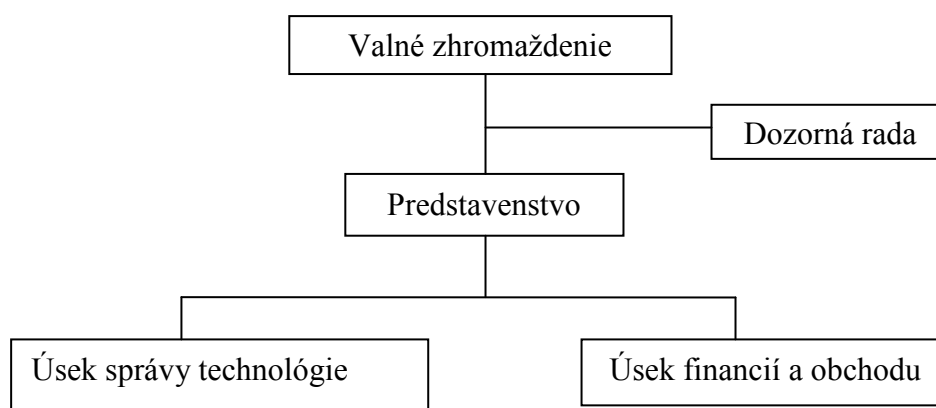 Valné zhromaždenie
Dozorná rada
Predstavenstvo
Úsek správy technológie
Úsek financií a obchodu